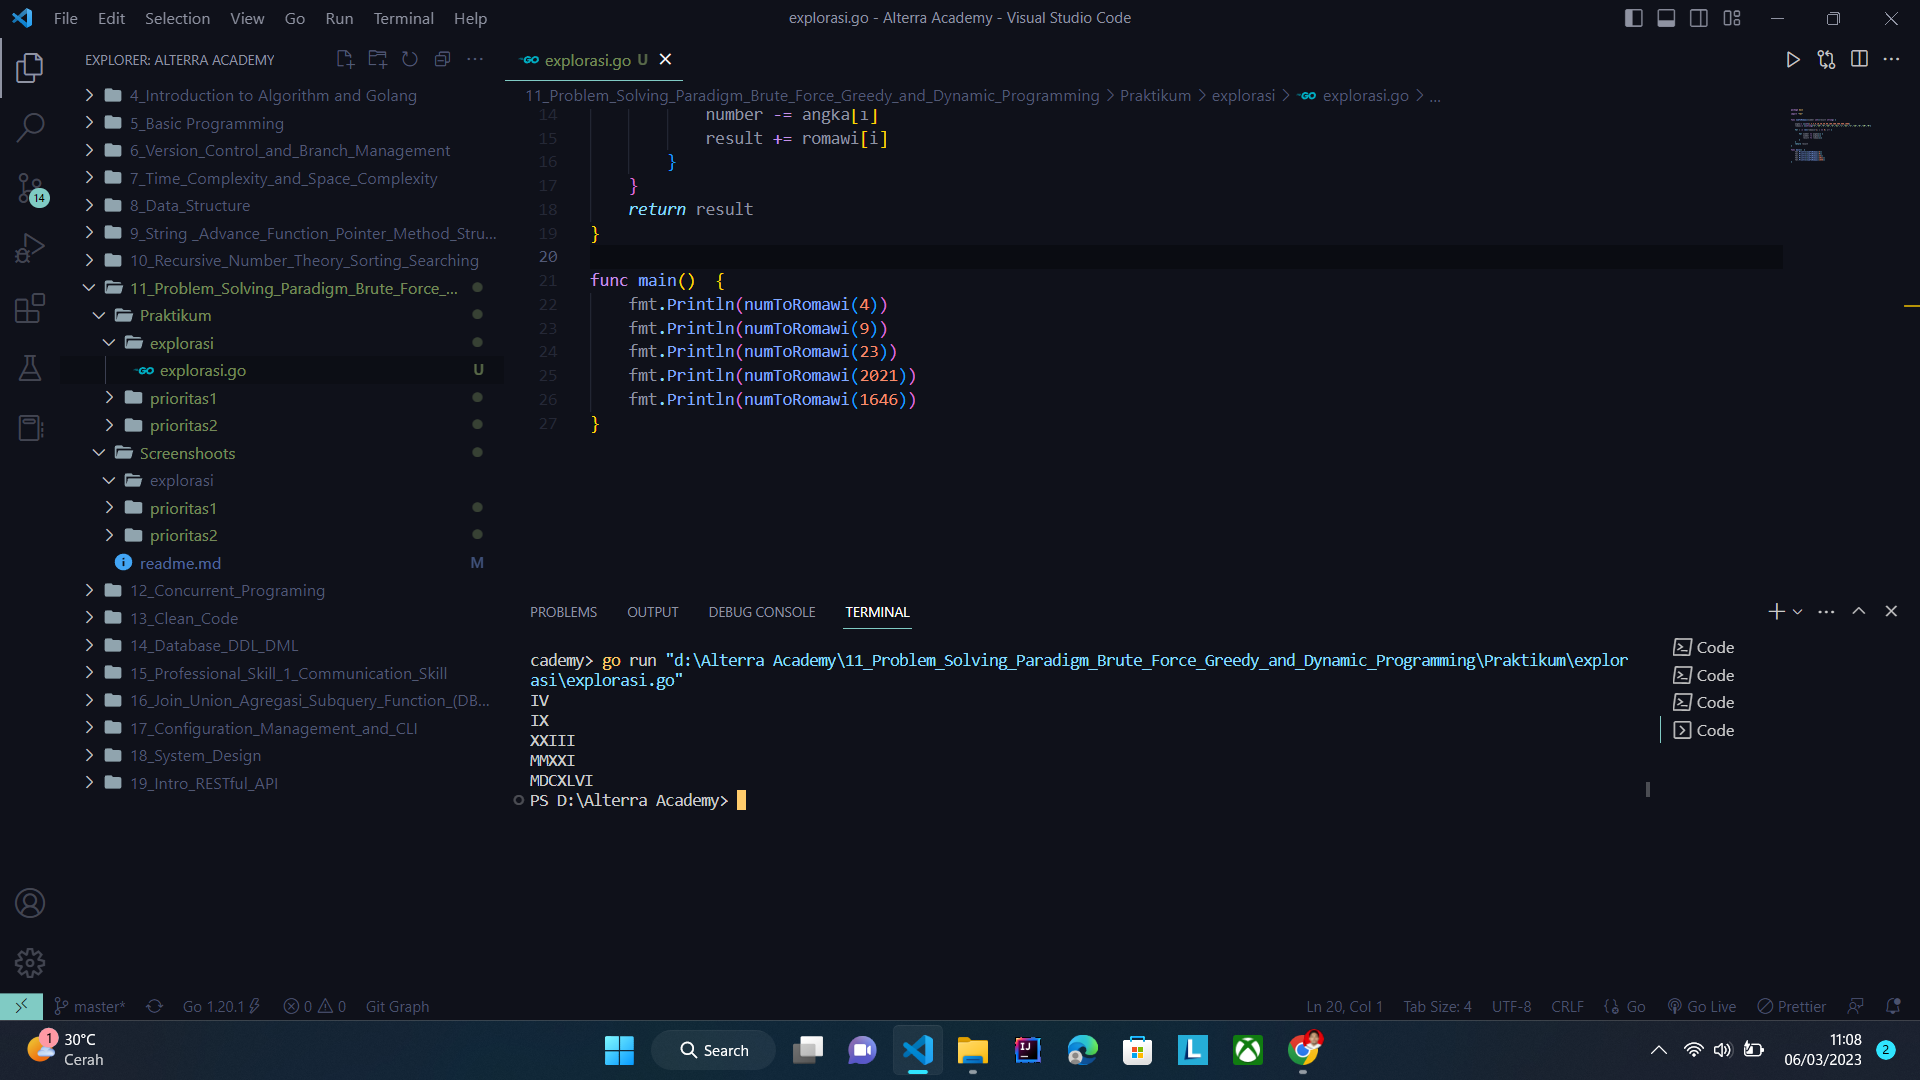 File Edit Selection View Go Run Terminal Help
explorasi.go - Alterra Academy - Visual Studio Code
EXPLORER: ALTERRA ACADEMY
4_Introduction to Algorithm and Golang
5_Basic Programming
6_Version_Control_and_Branch_Management
7_Time_Complexity_and_Space_Complexity
14
8_Data_Structure
9_String _Advance_Function_Pointer_Method_Stru...
10_Recursive_Number_Theory_Sorting_Searching
11_Problem_Solving_Paradigm_Brute_Force_...
Praktikum
explorasi
explorasi.go U
prioritas1
prioritas2
Screenshoots
explorasi
prioritas1
prioritas2
readme.md M
12_Concurrent_Programing
13_Clean_Code
14_Database_DDL_DML
15_Professional_Skill_1_Communication_Skill
16_Join_Union_Agregasi_Subquery_Function_(DB...
17_Configuration_Management_and_CLI
18_System_Design
19_Intro_RESTful_API
explorasi.go U
11_Problem_Solving_Paradigm_Brute_Force_Greedy_and_Dynamic_Programming > Praktikum > explorasi > explorasi.go > ...
14 number -= angka[i]
15 result += romawi[i]
16 }
17 }
18 return result
19 }
20
21 func main()  {
22 fmt.Println(numToRomawi(4))
23 fmt.Println(numToRomawi(9))
24 fmt.Println(numToRomawi(23))
25 fmt.Println(numToRomawi(2021))
26 fmt.Println(numToRomawi(1646))
27 }
PROBLEMS OUTPUT DEBUG CONSOLE TERMINAL
cademy> go run "d:\Alterra Academy\11_Problem_Solving_Paradigm_Brute_Force_Greedy_and_Dynamic_Programming\Praktikum\explor
asi\explorasi.go"
IV
IX
XXIII
MMXXI
MDCXLVI
PS D:\Alterra Academy>
Code
Code
Code
Code
master* Go 1.20.1 0 0 Git Graph
Ln 20, Col 1 Tab Size: 4 UTF-8 CRLF Go Go Live Prettier
1
30°C
Cerah
Search
11:08
06/03/2023
2